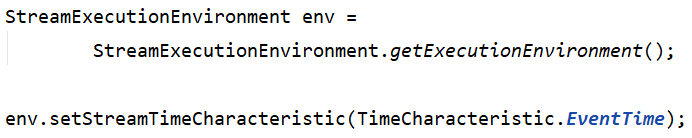 StreamExecutionEnvironment env =
StreamExecutionEnvironment.getExecutionEnvironment();
env.setStreamTimeCharacteristic(TimeCharacteristic.EventTime);